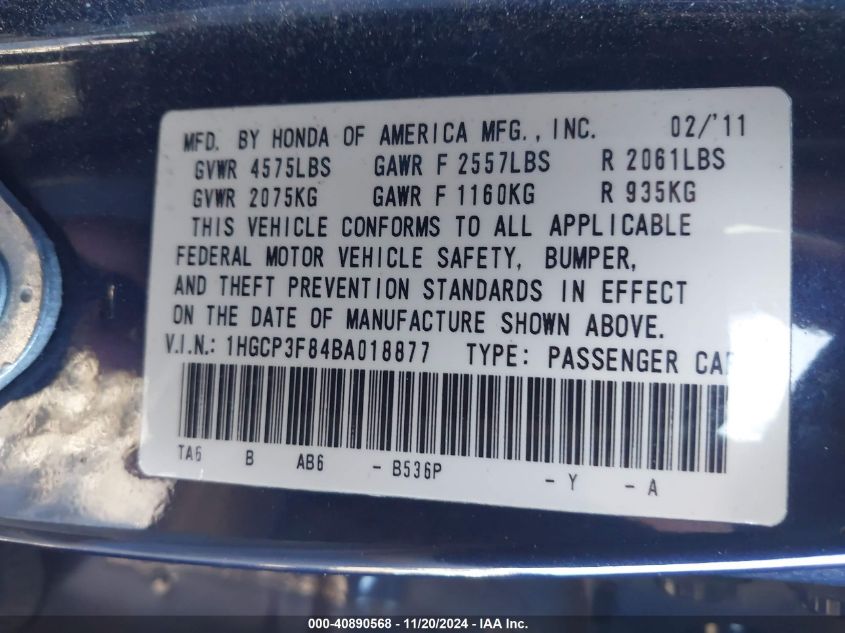 MFD. BY HONDA OF AMERICA MFG., INC. 02/'11
GVWR 4575LBS GAWR F 2557LBS R 2061LBS
GVWR 2075KG GAWR F 1160KG R 935KG
THIS VEHICLE CONFORMS TO ALL APPLICABLE
FEDERAL MOTOR VEHICLE SAFETY, BUMPER,
AND THEFT PREVENTION STANDARDS IN EFFECT
ON THE DATE OF MANUFACTURE SHOWN ABOVE.
V.I.N.: 1HGCP3F84BA018877 TYPE: PASSENGER CAR
TA6 B AB6 - B536P - Y - A
000-40890568 - 11/20/2024 - IAA Inc.